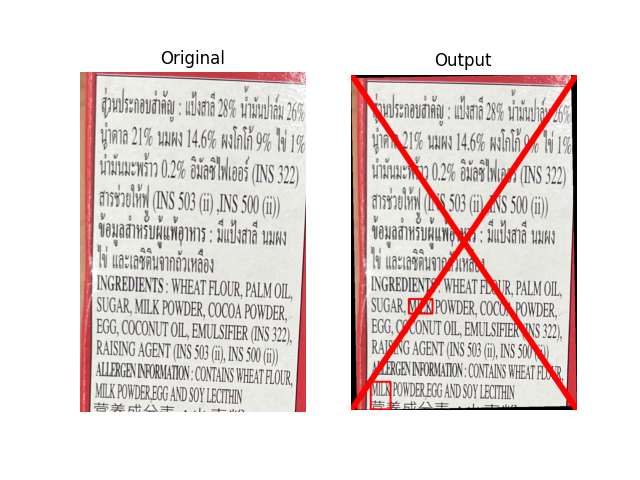 Original
ส่วนประกอบสำคัญ : แป้งสาลี 28% น้ำมันปาล์ม 26%
น้ำตาล 21% นมผง 14.6% ผงโกโก้ 9% ไข่ 1%
น้ำมันมะพร้าว 0.2% อิมัลซิไฟเออร์ (INS 322)
สารช่วยให้ฟู (INS 503 (ii) ,INS 500 (ii))
ข้อมูลสำหรับผู้แพ้อาหาร : มีแป้งสาลี นมผง
ไข่ และเลซิตินจากถั่วเหลือง
INGREDIENTS : WHEAT FLOUR, PALM OIL,
SUGAR, MILK POWDER, COCOA POWDER,
EGG, COCONUT OIL, EMULSIFIER (INS 322),
RAISING AGENT (INS 503 (ii), INS 500 (ii))
ALLERGEN INFORMATION : CONTAINS WHEAT FLOUR,
MILK POWDER,EGG AND SOY LECITHIN
Output
ส่วนประกอบสำคัญ : แป้งสาลี 28% น้ำมันปาล์ม 26%
น้ำตาล 21% นมผง 14.6% ผงโกโก้ 9% ไข่ 1%
น้ำมันมะพร้าว 0.2% อิมัลซิไฟเออร์ (INS 322)
สารช่วยให้ฟู (INS 503 (ii) ,INS 500 (ii))
ข้อมูลสำหรับผู้แพ้อาหาร : มีแป้งสาลี นมผง
ไข่ และเลซิตินจากถั่วเหลือง
INGREDIENTS : WHEAT FLOUR, PALM OIL,
SUGAR, MILK POWDER, COCOA POWDER,
EGG, COCONUT OIL, EMULSIFIER (INS 322),
RAISING AGENT (INS 503 (ii), INS 500 (ii))
ALLERGEN INFORMATION : CONTAINS WHEAT FLOUR,
MILK POWDER,EGG AND SOY LECITHIN